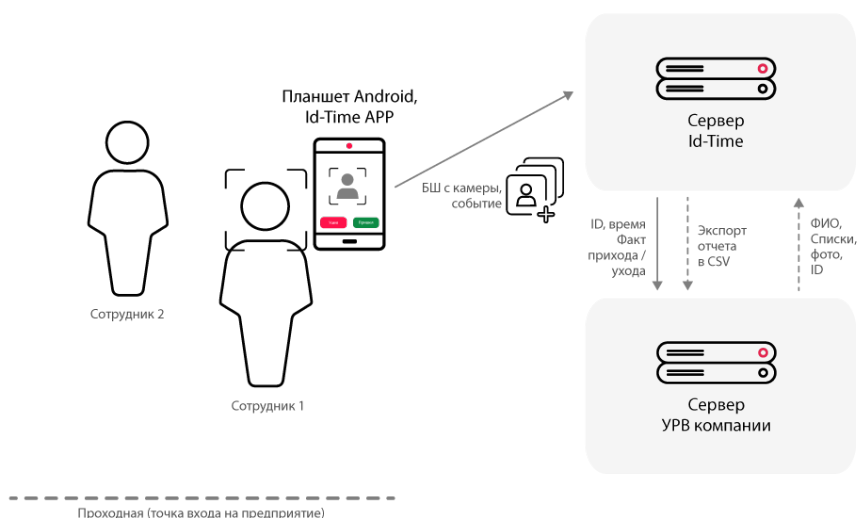 Планшет Android,
Id-Time APP
Сервер
Id-Time
БШ с камеры,
событие
ID, время
Факт
прихода /
ухода
Экспорт
отчета
в CSV
ФИО,
Списки,
фото,
ID
Сотрудник 2
Сотрудник 1
Сервер
УРВ компании
Проходная (точка входа на предприятие)